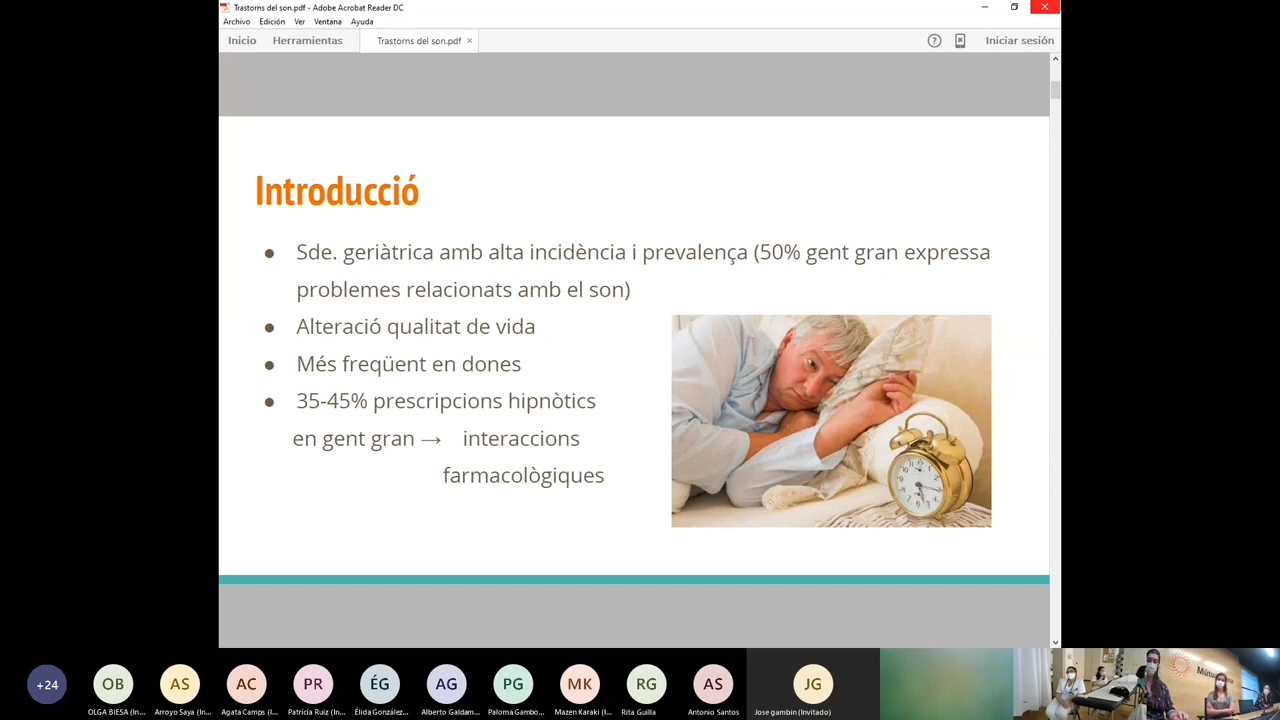 Trastorns del son.pdf - Adobe Acrobat Reader DC
Archivo Edición Ver Ventana Ayuda
Inicio Herramientas Trastorns del son.pdf × Iniciar sesión
Introducció
● Sde. geriàtrica amb alta incidència i prevalença (50% gent gran expressa
problemes relacionats amb el son)
● Alteració qualitat de vida
● Més freqüent en dones
● 35-45% prescripcions hipnòtics
en gent gran → interaccions
farmacològiques
+24 OB AS AC PR ÉG AG PG MK RG AS JG
OLGA BIESA (In... Arroyo Saya (In... Agata Camps (I... Patricia Ruiz (In... Élida González... Alberto Galdam... Paloma Gambo... Mazen Karaki (I... Rita Guilla Antonio Santos Jose gambin (Invitado)